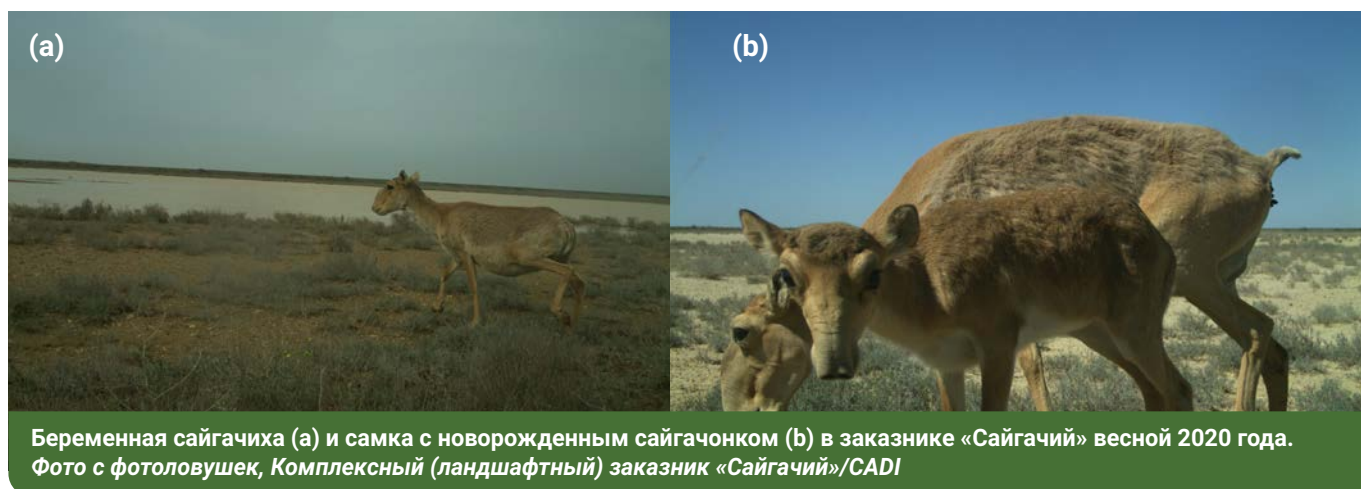 (a)
(b)
Беременная сайгачиха (a) и самка с новорожденным сайгачонком (b) в заказнике «Сайгачий» весной 2020 года.
Фото с фотоловушек, Комплексный (ландшафтный) заказник «Сайгачий»/CADI